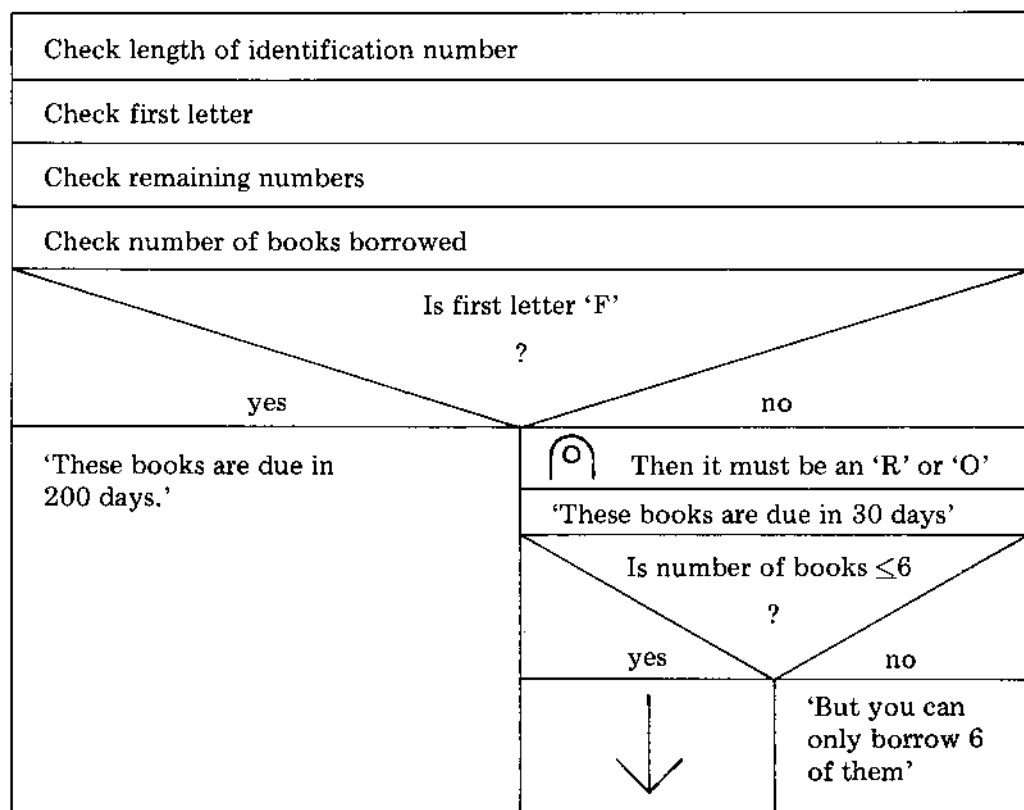 Check length of identification number
Check first letter
Check remaining numbers
Check number of books borrowed
Is first letter ‘F’
?
yes
no
‘These books are due in
200 days.’
O
Then it must be an ‘R’ or ‘O’
‘These books are due in 30 days’
Is number of books ≤6
?
yes
no
‘But you can
only borrow 6
of them’